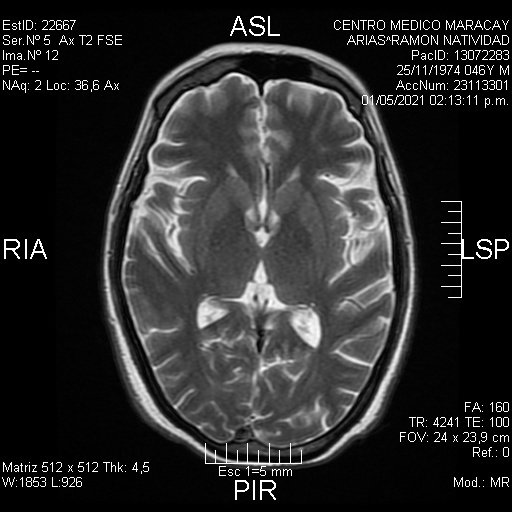 EstID: 22667
Ser.Nº 5 Ax T2 FSE
Ima.Nº 12
PE= --
NAq: 2 Loc: 36,6 Ax
ASL
CENTRO MEDICO MARACAY
ARIAS^RAMON NATIVIDAD
PacID: 13072283
25/11/1974 046Y M
AccNum: 23113301
01/05/2021 02:13:11 p.m.
RIA
LSP
FA: 160
TR: 4241 TE: 100
FOV: 24 x 23,9 cm
Ref.: 0
Matriz 512 x 512 Thk: 4,5
W:1853 L:926
Esc 1=5 mm
PIR
Mod.: MR